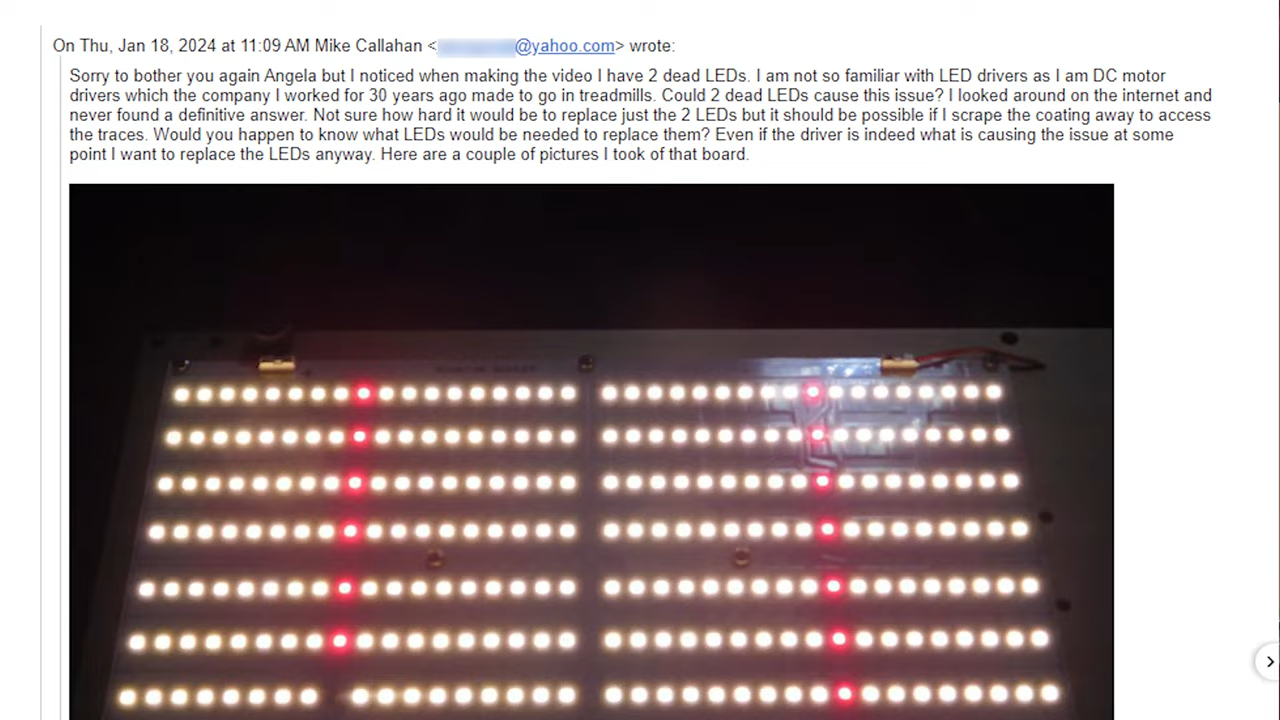 On Thu, Jan 18, 2024 at 11:09 AM Mike Callahan <@yahoo.com> wrote:
Sorry to bother you again Angela but I noticed when making the video I have 2 dead LEDs. I am not so familiar with LED drivers as I am DC motor
drivers which the company I worked for 30 years ago made to go in treadmills. Could 2 dead LEDs cause this issue? I looked around on the internet and
never found a definitive answer. Not sure how hard it would be to replace just the 2 LEDs but it should be possible if I scrape the coating away to access
the traces. Would you happen to know what LEDs would be needed to replace them? Even if the driver is indeed what is causing the issue at some
point I want to replace the LEDs anyway. Here are a couple of pictures I took of that board.